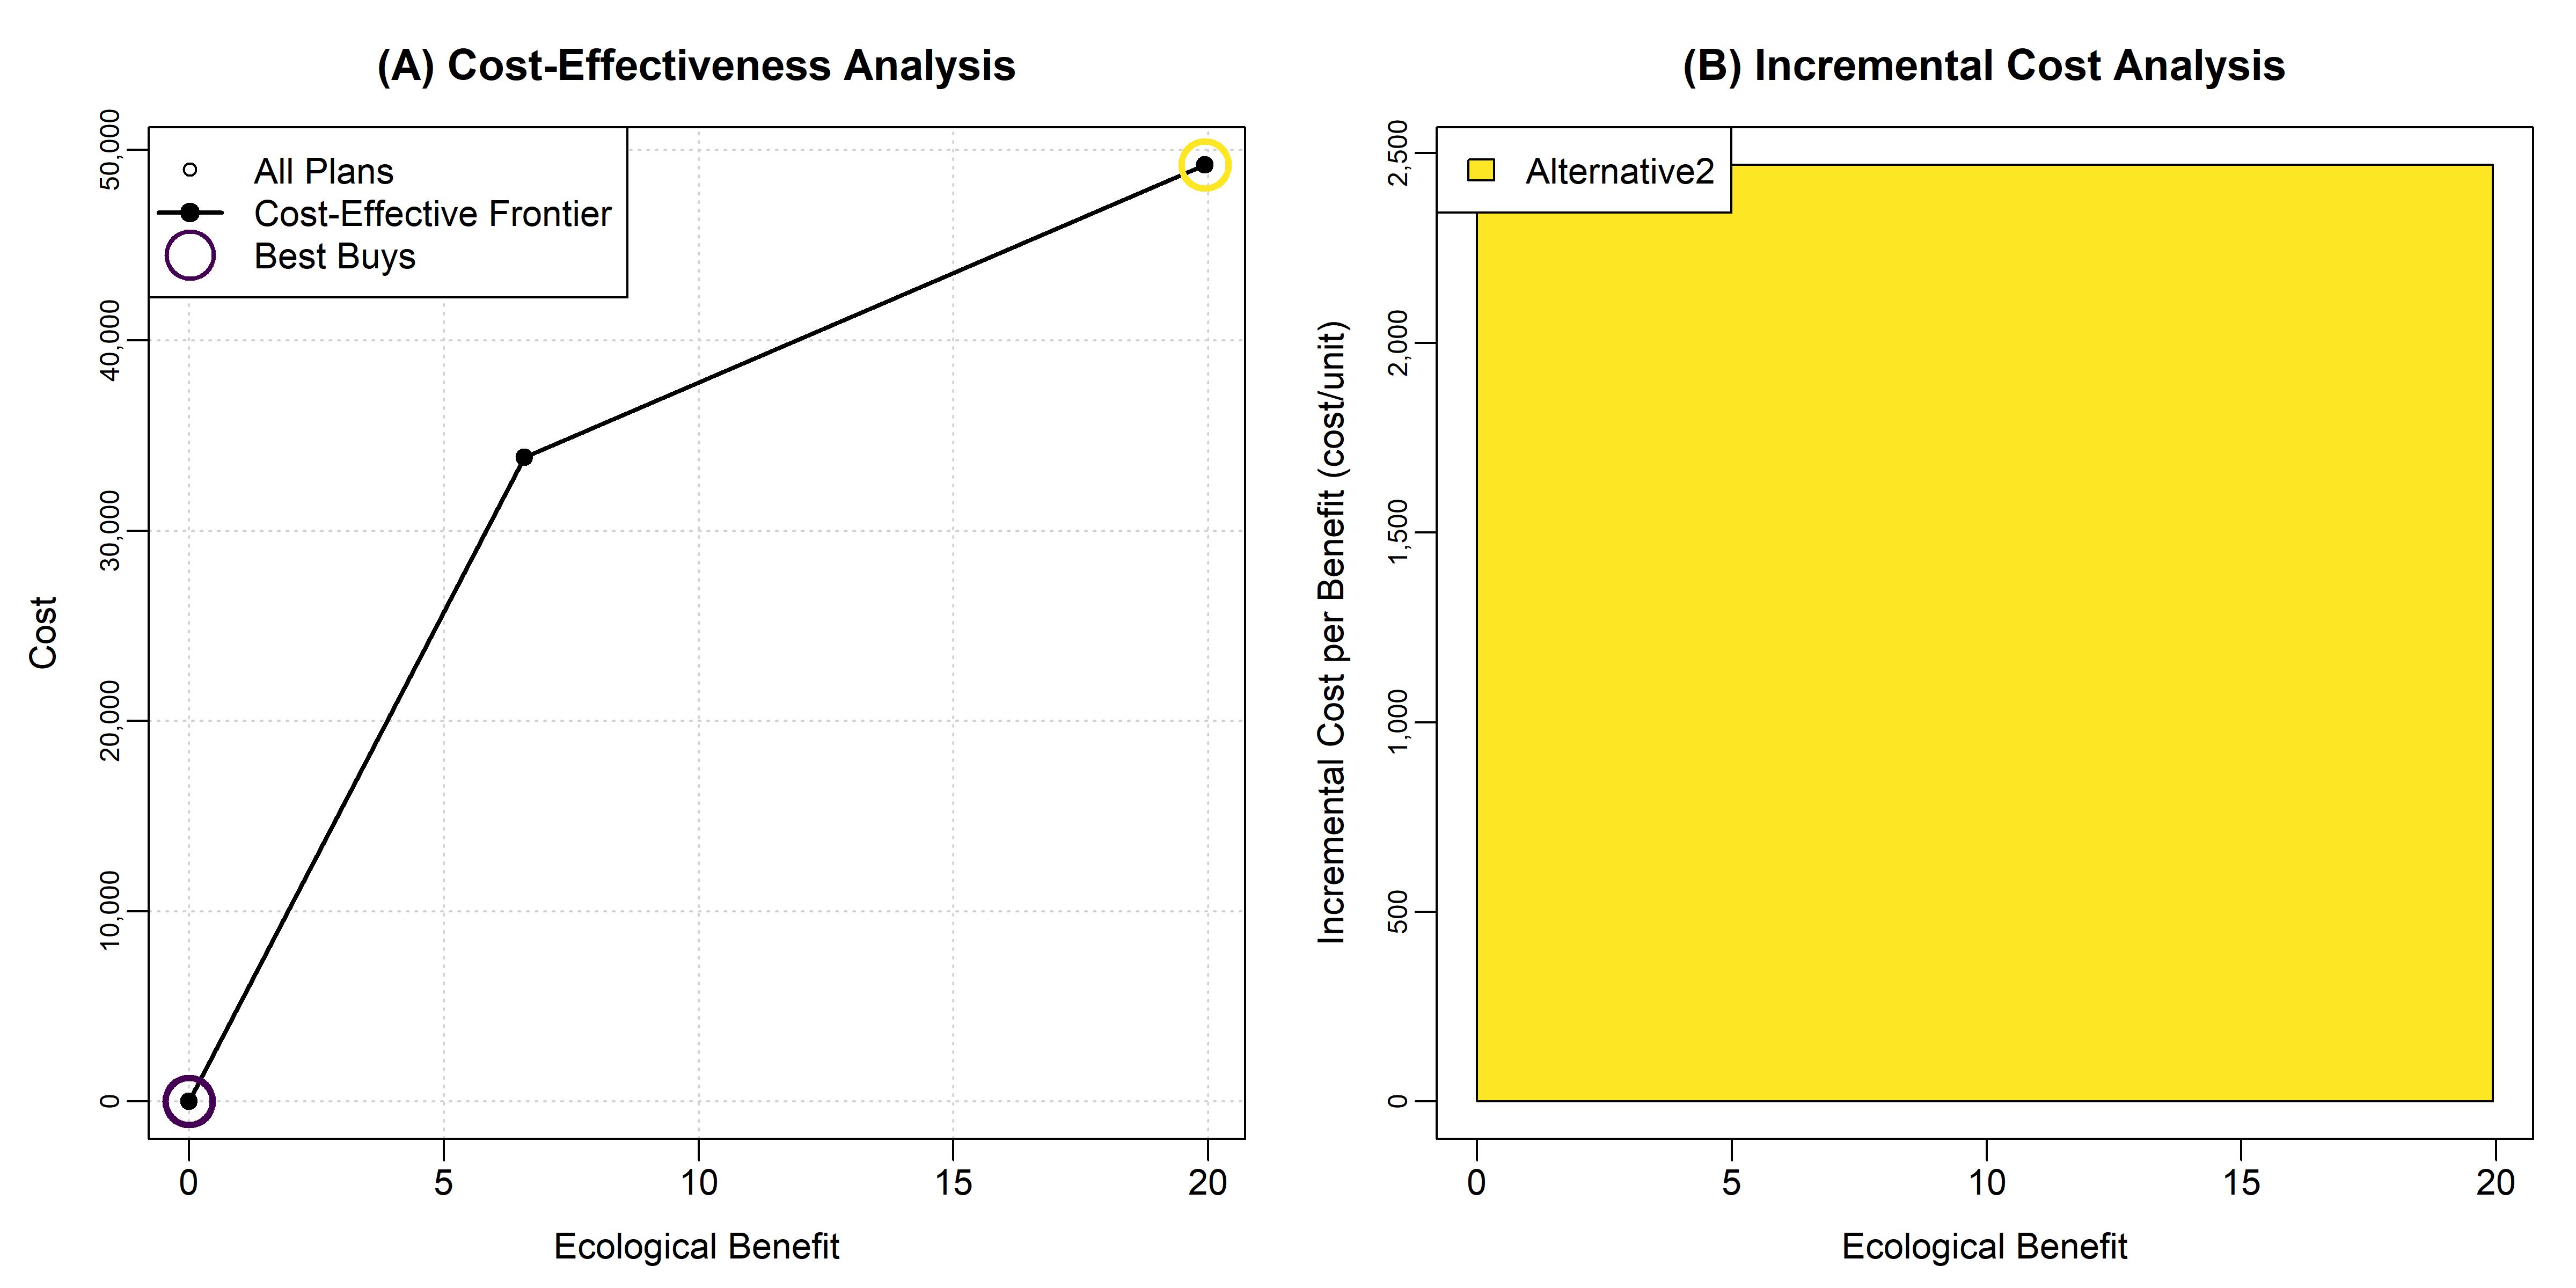 (A) Cost-Effectiveness Analysis
All Plans
Cost-Effective Frontier
Best Buys
Cost
50,000
40,000
30,000
20,000
10,000
0
0 5 10 15 20
Ecological Benefit
(B) Incremental Cost Analysis
Alternative2
Incremental Cost per Benefit (cost/unit)
2,500
2,000
1,500
1,000
500
0
0 5 10 15 20
Ecological Benefit